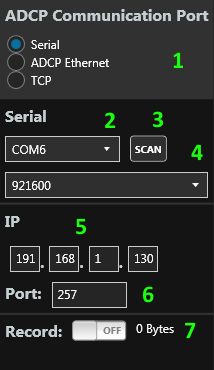 ADCP Communication Port
Serial
ADCP Ethernet
TCP
1
Serial
2
3
COM6
SCAN
4
921600
IP
5
191 . 168 . 1 . 130
Port: 257
6
Record: OFF 0 Bytes 7